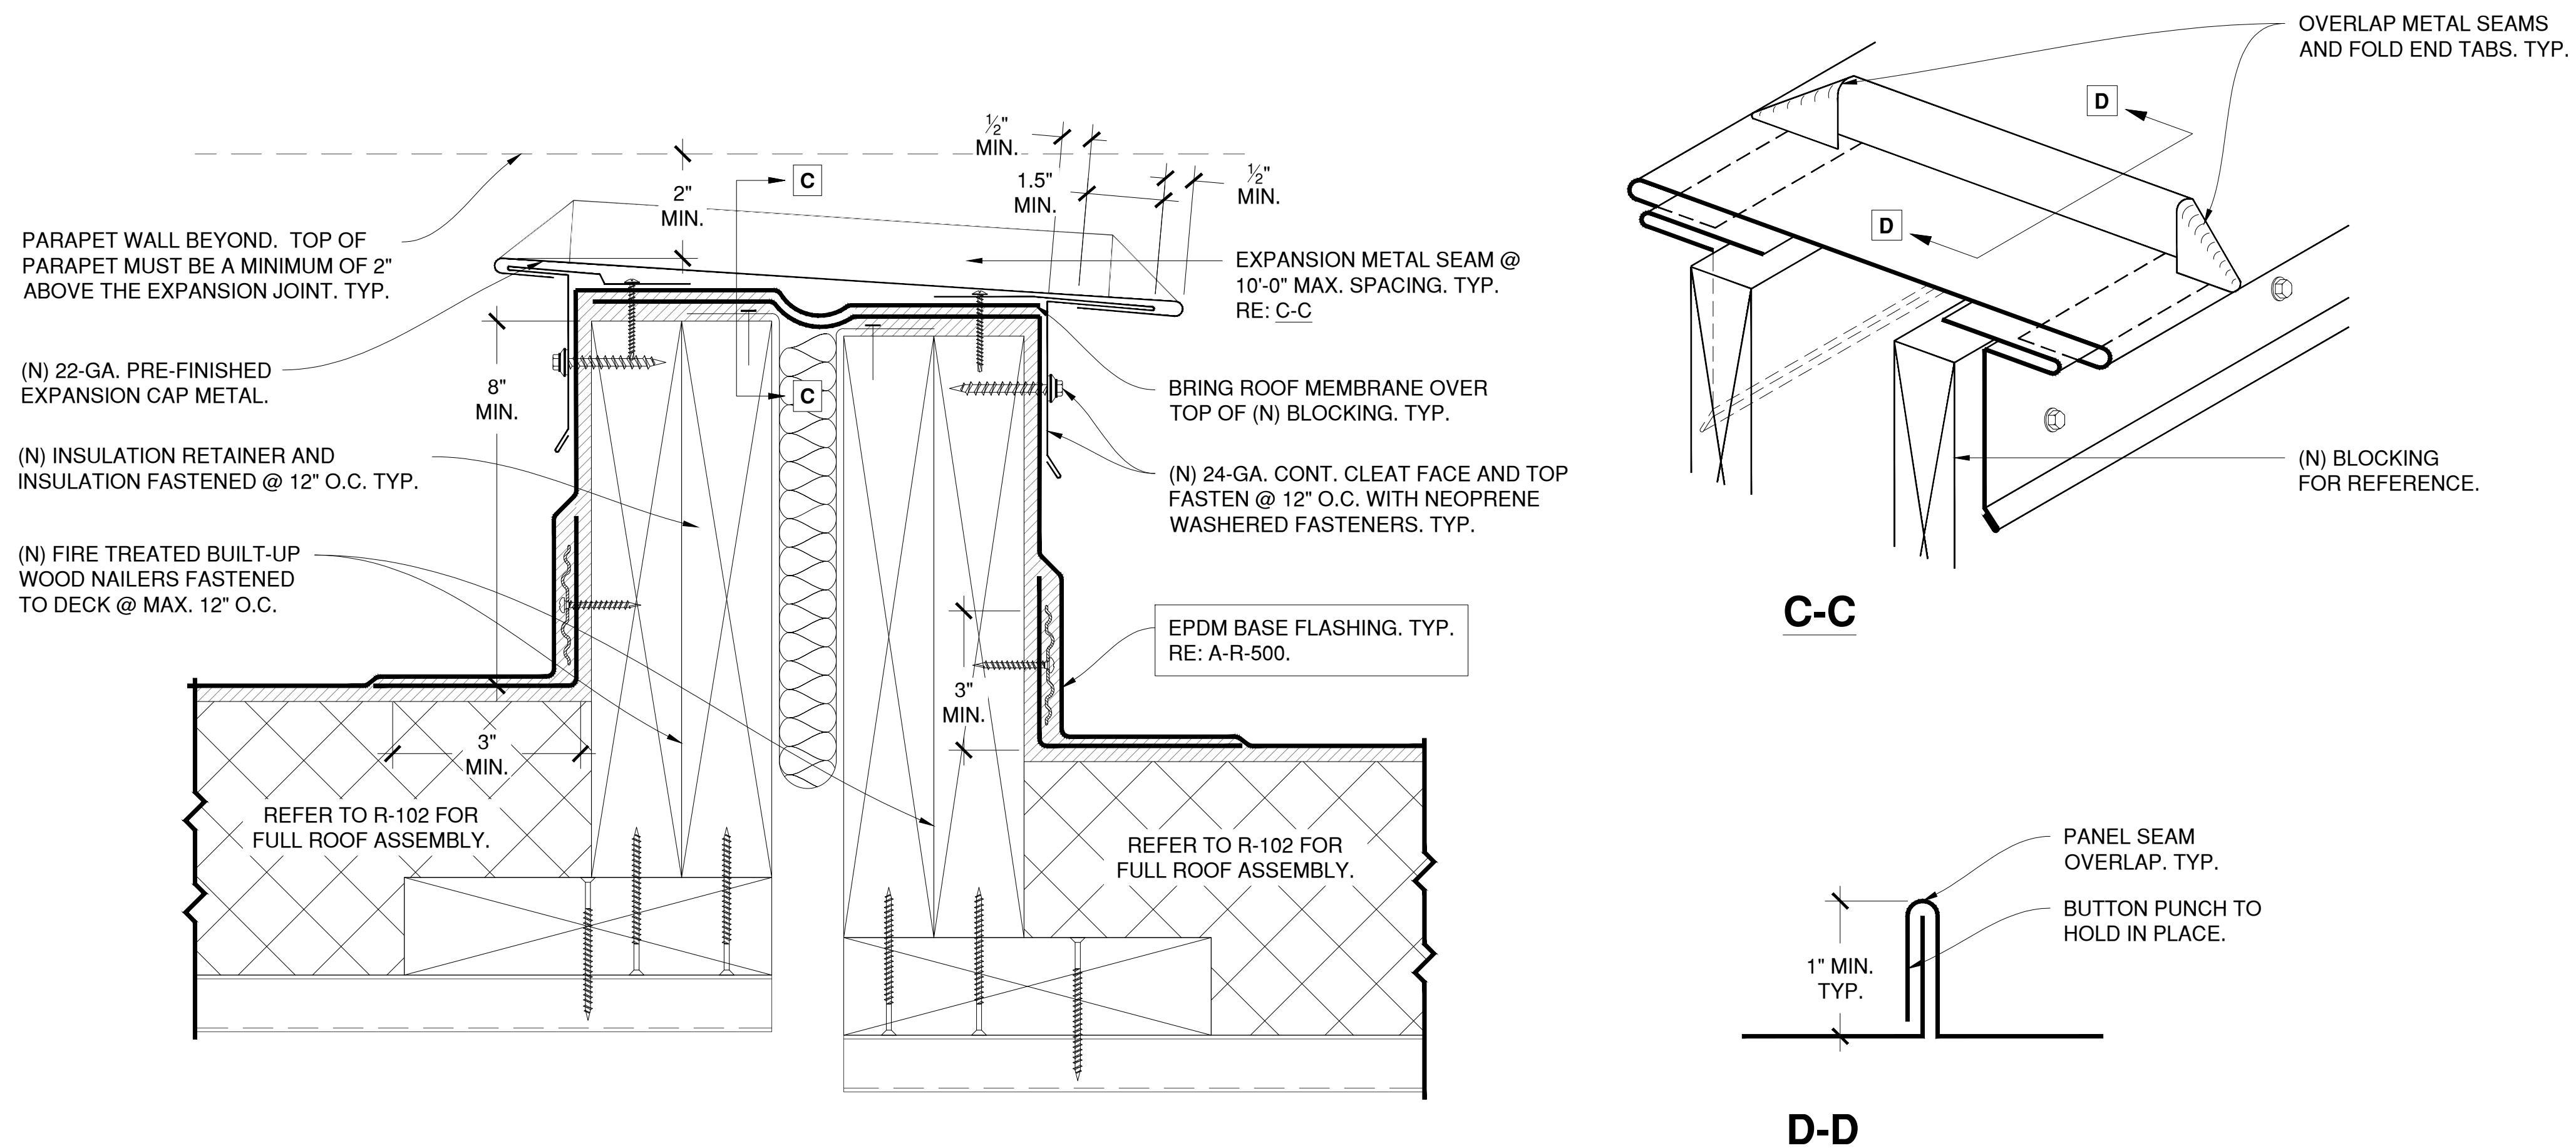 PARAPET WALL BEYOND.  TOP OF
PARAPET MUST BE A MINIMUM OF 2"
ABOVE THE EXPANSION JOINT. TYP.
(N) 22-GA. PRE-FINISHED
EXPANSION CAP METAL.
(N) INSULATION RETAINER AND
INSULATION FASTENED @ 12" O.C. TYP.
(N) FIRE TREATED BUILT-UP
WOOD NAILERS FASTENED
TO DECK @ MAX. 12" O.C.
2"
MIN.
C
C
½"
MIN.
1.5"
MIN.
½"
MIN.
8"
MIN.
3"
MIN.
3"
MIN.
REFER TO R-102 FOR
FULL ROOF ASSEMBLY.
REFER TO R-102 FOR
FULL ROOF ASSEMBLY.
EXPANSION METAL SEAM @
10'-0" MAX. SPACING. TYP.
RE: C-C
BRING ROOF MEMBRANE OVER
TOP OF (N) BLOCKING. TYP.
(N) 24-GA. CONT. CLEAT FACE AND TOP
FASTEN @ 12" O.C. WITH NEOPRENE
WASHERED FASTENERS. TYP.
EPDM BASE FLASHING. TYP.
RE: A-R-500.
OVERLAP METAL SEAMS
AND FOLD END TABS. TYP.
D
D
(N) BLOCKING
FOR REFERENCE.
C-C
PANEL SEAM
OVERLAP. TYP.
BUTTON PUNCH TO
HOLD IN PLACE.
1" MIN.
TYP.
D-D